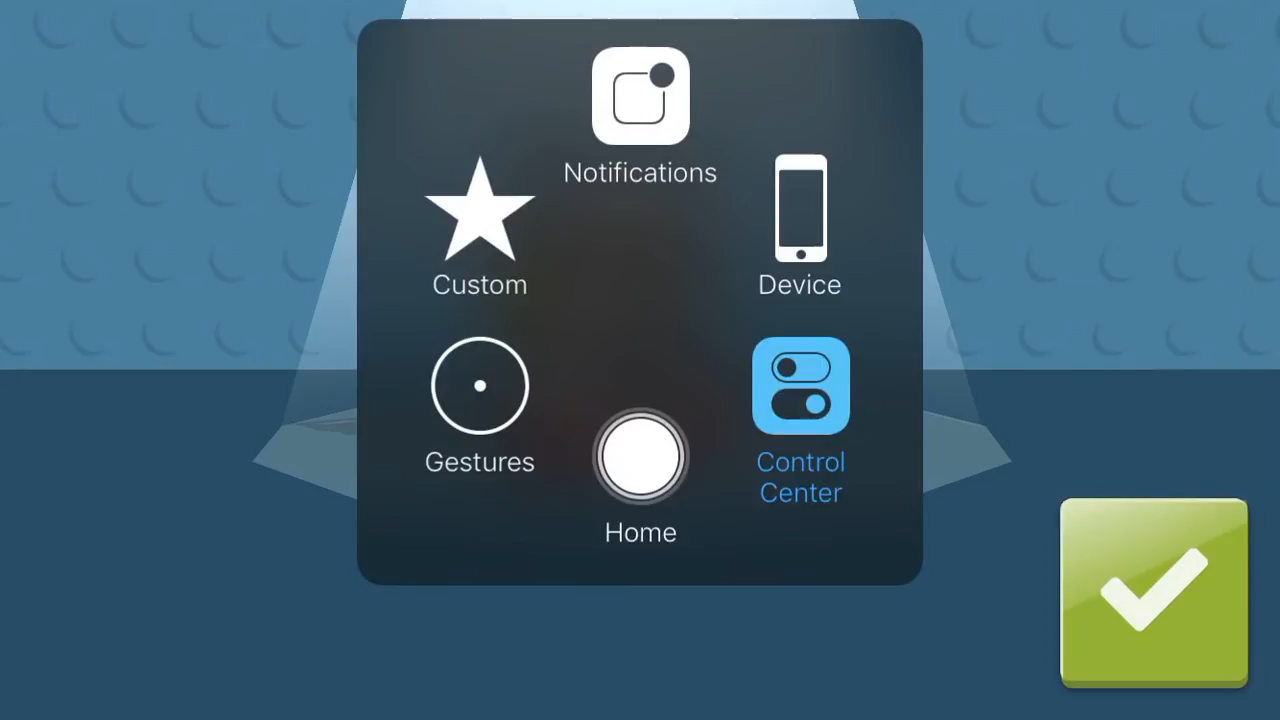 Notifications
Custom
Device
Gestures
Control
Center
Home